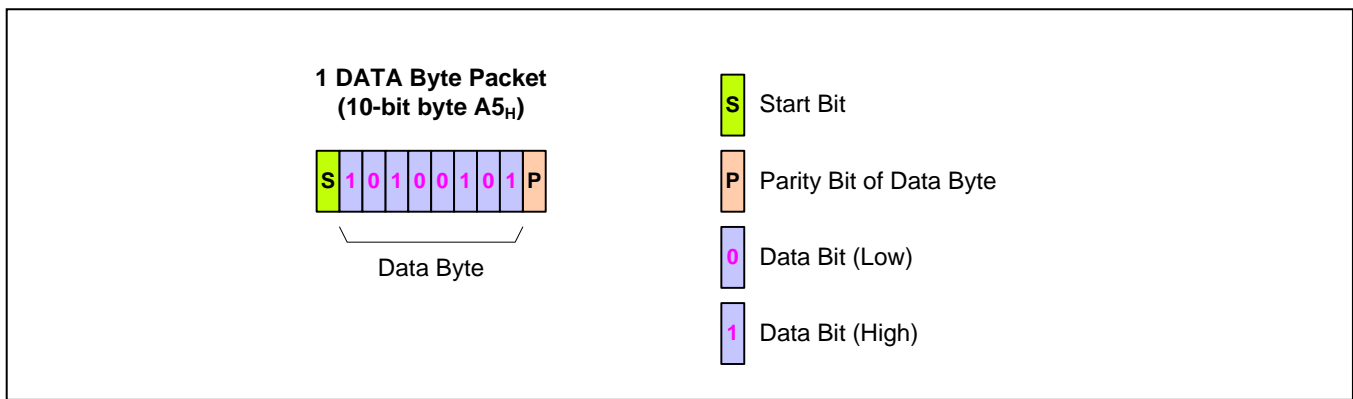 1 DATA Byte Packet
(10-bit byte A5H)
S 1 0 1 0 0 1 0 1 P
Data Byte
S Start Bit
P Parity Bit of Data Byte
0 Data Bit (Low)
1 Data Bit (High)